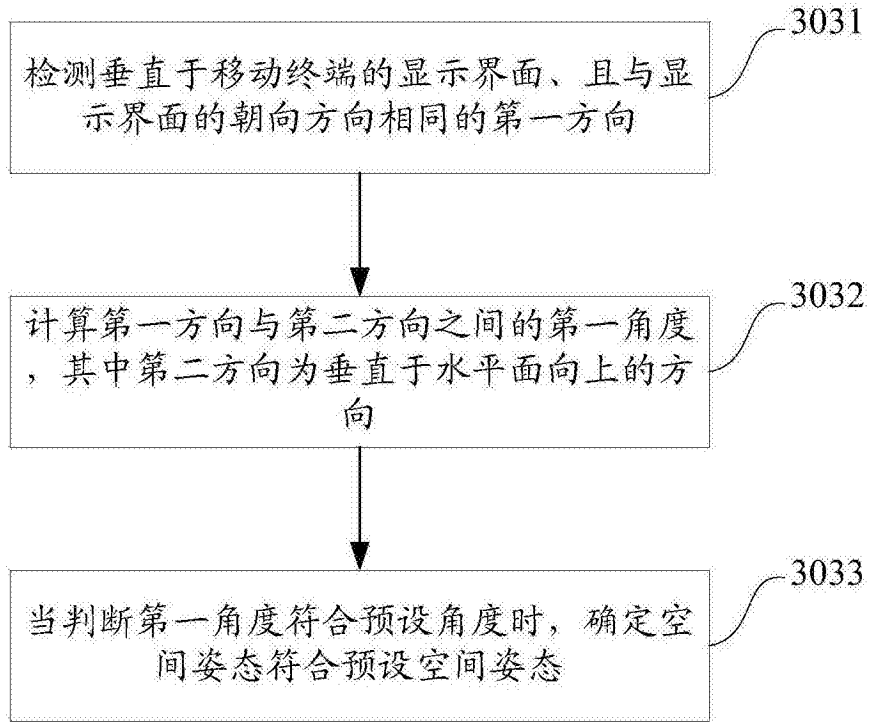 3031
检测垂直于移动终端的显示界面、且与显
示界面的朝向方向相同的第一方向
3032
计算第一方向与第二方向之间的第一角度
，其中第二方向为垂直于水平面向上的方
向
3033
当判断第一角度符合预设角度时，确定空
间姿态符合预设空间姿态